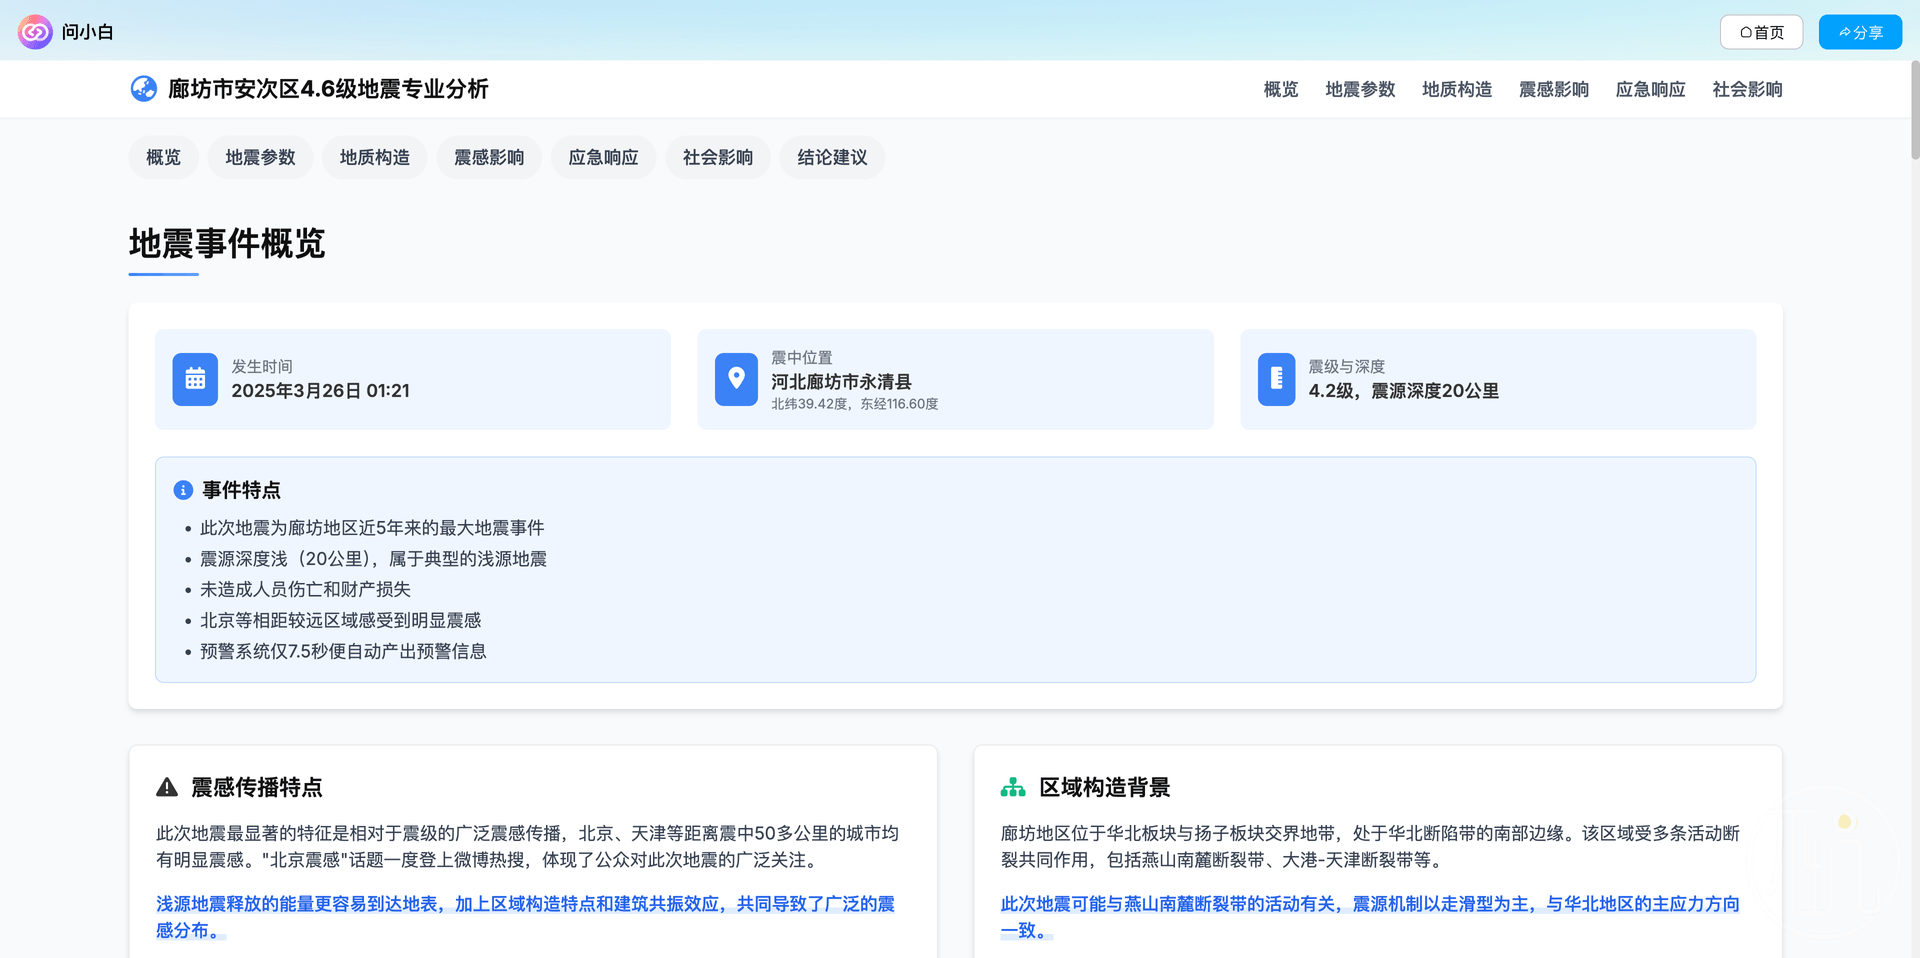 问小白
首页
分享
廊坊市安次区4.6级地震专业分析
概览 地震参数 地质构造 震感影响 应急响应 社会影响
概览 地震参数 地质构造 震感影响 应急响应 社会影响 结论建议
地震事件概览
发生时间
2025年3月26日 01:21
震中位置
河北廊坊市永清县
北纬39.42度，东经116.60度
震级与深度
4.2级，震源深度20公里
事件特点
此次地震为廊坊地区近5年来的最大地震事件
震源深度浅（20公里），属于典型的浅源地震
未造成人员伤亡和财产损失
北京等相距较远区域感受到明显震感
预警系统仅7.5秒便自动产出预警信息
震感传播特点
此次地震最显著的特征是相对于震级的广泛震感传播，北京、天津等距离震中50多公里的城市均
有明显震感。"北京震感"话题一度登上微博热搜，体现了公众对此次地震的广泛关注。
浅源地震释放的能量更容易到达地表，加上区域构造特点和建筑共振效应，共同导致了广泛的震
感分布。
区域构造背景
廊坊地区位于华北板块与扬子板块交界地带，处于华北断陷带的南部边缘。该区域受多条活动断
裂共同作用，包括燕山南麓断裂带、大港-天津断裂带等。
此次地震可能与燕山南麓断裂带的活动有关，震源机制以走滑型为主，与华北地区的主应力方向
一致。